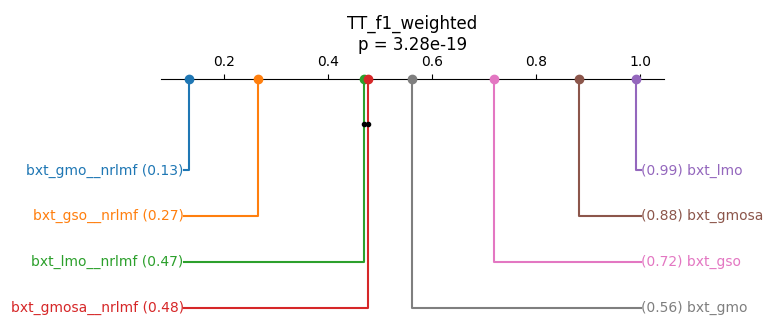 TT_f1_weighted
p = 3.28e-19
0.2 0.4 0.6 0.8 1.0
bxt_gmo__nrlmf (0.13) (0.99) bxt_lmo
bxt_gso__nrlmf (0.27) (0.88) bxt_gmosa
bxt_lmo__nrlmf (0.47) (0.72) bxt_gso
bxt_gmosa__nrlmf (0.48) (0.56) bxt_gmo